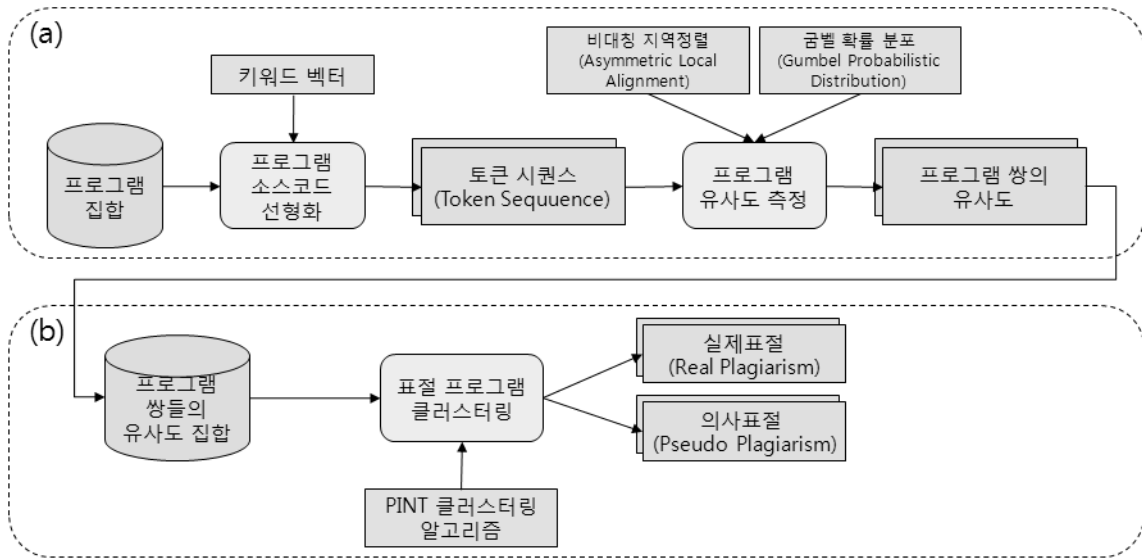 (a)
키워드 벡터
비대칭 지역정렬
(Asymmetric Local
Alignment)
굼벨 확률 분포
(Gumbel Probabilistic
Distribution)
프로그램
집합
프로그램
소스코드
선형화
토큰 시퀀스
(Token Sequuence)
프로그램
유사도 측정
프로그램 쌍의
유사도
(b)
프로그램
쌍들의
유사도 집합
표절 프로그램
클러스터링
실제표절
(Real Plagiarism)
의사표절
(Pseudo Plagiarism)
PINT 클러스터링
알고리즘